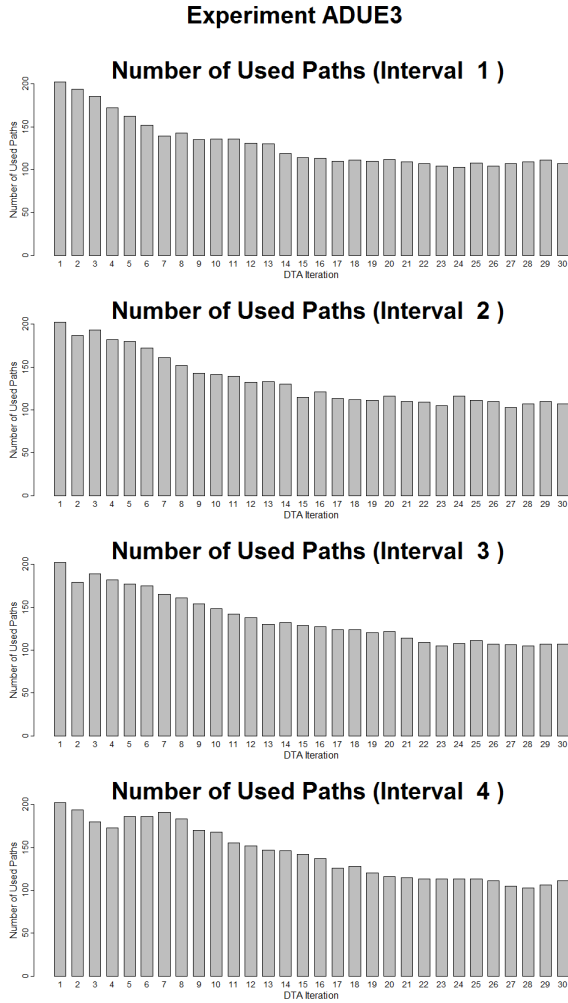 Experiment ADUE3
Number of Used Paths (Interval 1 )
Number of Used Paths
0 50 100 150 200
1 2 3 4 5 6 7 8 9 10 11 12 13 14 15 16 17 18 19 20 21 22 23 24 25 26 27 28 29 30
DTA Iteration
Number of Used Paths (Interval 2 )
Number of Used Paths
0 50 100 150 200
1 2 3 4 5 6 7 8 9 10 11 12 13 14 15 16 17 18 19 20 21 22 23 24 25 26 27 28 29 30
DTA Iteration
Number of Used Paths (Interval 3 )
Number of Used Paths
0 50 100 150 200
1 2 3 4 5 6 7 8 9 10 11 12 13 14 15 16 17 18 19 20 21 22 23 24 25 26 27 28 29 30
DTA Iteration
Number of Used Paths (Interval 4 )
Number of Used Paths
0 50 100 150 200
1 2 3 4 5 6 7 8 9 10 11 12 13 14 15 16 17 18 19 20 21 22 23 24 25 26 27 28 29 30
DTA Iteration